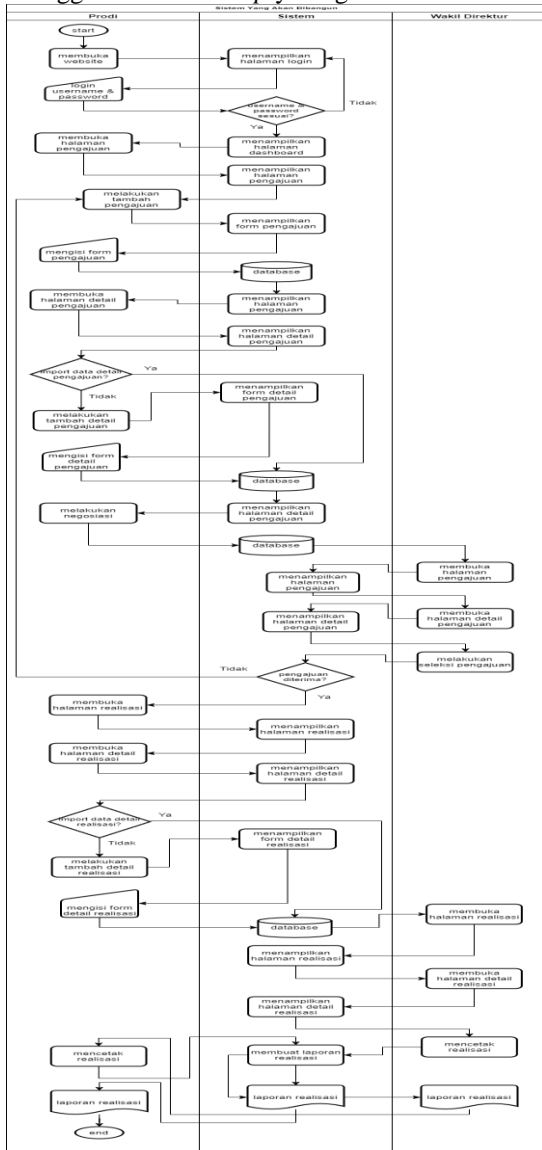 Sistem Yang Akan Dibangun
Prodi
Sistem
Wakil Direktur
start
membuka
website
menampilkan
halaman login
login
username &
password
username &
password
sesuai?
Tidak
Ya
membuka
halaman
pengajuan
menampilkan
halaman
dashboard
menampilkan
halaman
pengajuan
melakukan
tambah
pengajuan
menampilkan
form pengajuan
mengisi form
pengajuan
database
membuka
halaman detail
pengajuan
menampilkan
halaman
pengajuan
menampilkan
halaman detail
pengajuan
import data detail
pengajuan?
Ya
Tidak
melakukan
tambah detail
pengajuan
menampilkan
form detail
pengajuan
mengisi form
detail
pengajuan
database
melakukan
negosiasi
menampilkan
halaman detail
pengajuan
database
membuka
halaman
pengajuan
menampilkan
halaman
pengajuan
membuka
halaman detail
pengajuan
menampilkan
halaman detail
pengajuan
melakukan
seleksi pengajuan
Tidak
pengajuan
diterima?
Ya
membuka
halaman realisasi
menampilkan
halaman realisasi
membuka
halaman detail
realisasi
menampilkan
halaman detail
realisasi
import data detail
realisasi?
Ya
Tidak
melakukan
tambah detail
realisasi
menampilkan
form detail
realisasi
mengisi form
detail realisasi
database
membuka
halaman realisasi
menampilkan
halaman realisasi
membuka
halaman detail
realisasi
menampilkan
halaman detail
realisasi
mencetak
realisasi
membuat laporan
realisasi
mencetak
realisasi
laporan realisasi
laporan realisasi
laporan realisasi
end